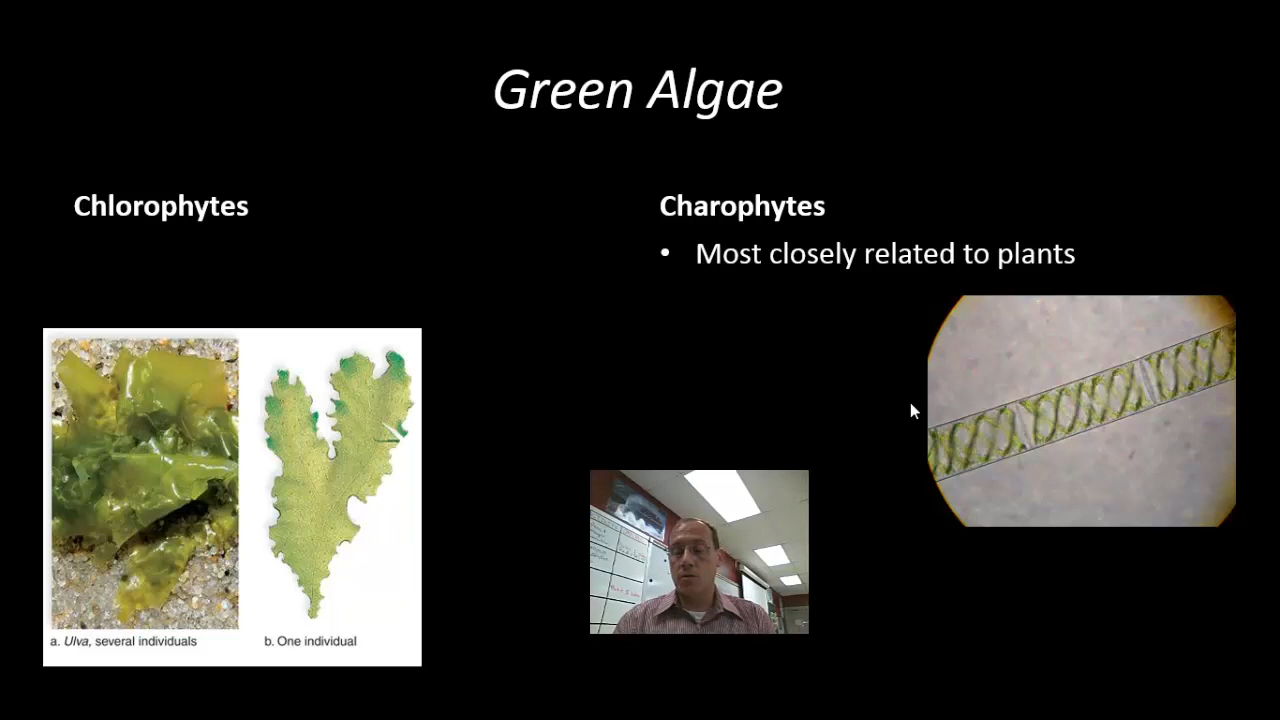 Green Algae
Chlorophytes
Charophytes
• Most closely related to plants
a. Ulva, several individuals
b. One individual